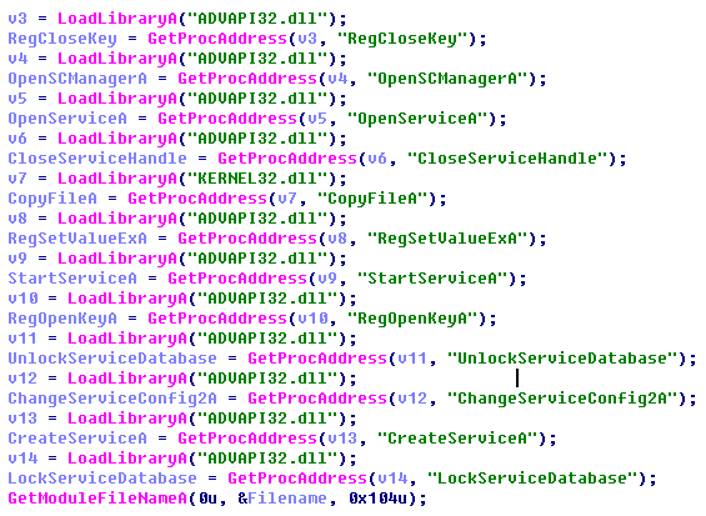 v3 = LoadLibraryA("ADVAPI32.dll");
RegCloseKey = GetProcAddress(v3, "RegCloseKey");
v4 = LoadLibraryA("ADVAPI32.dll");
OpenSCManagerA = GetProcAddress(v4, "OpenSCManagerA");
v5 = LoadLibraryA("ADVAPI32.dll");
OpenServiceA = GetProcAddress(v5, "OpenServiceA");
v6 = LoadLibraryA("ADVAPI32.dll");
CloseServiceHandle = GetProcAddress(v6, "CloseServiceHandle");
v7 = LoadLibraryA("KERNEL32.dll");
CopyFileA = GetProcAddress(v7, "CopyFileA");
v8 = LoadLibraryA("ADVAPI32.dll");
RegSetValueExA = GetProcAddress(v8, "RegSetValueExA");
v9 = LoadLibraryA("ADVAPI32.dll");
StartServiceA = GetProcAddress(v9, "StartServiceA");
v10 = LoadLibraryA("ADVAPI32.dll");
RegOpenKeyA = GetProcAddress(v10, "RegOpenKeyA");
v11 = LoadLibraryA("ADVAPI32.dll");
UnlockServiceDatabase = GetProcAddress(v11, "UnlockServiceDatabase");
v12 = LoadLibraryA("ADVAPI32.dll");
ChangeServiceConfig2A = GetProcAddress(v12, "ChangeServiceConfig2A");
v13 = LoadLibraryA("ADVAPI32.dll");
CreateServiceA = GetProcAddress(v13, "CreateServiceA");
v14 = LoadLibraryA("ADVAPI32.dll");
LockServiceDatabase = GetProcAddress(v14, "LockServiceDatabase");
GetModuleFileNameA(0u, &Filename, 0x104u);